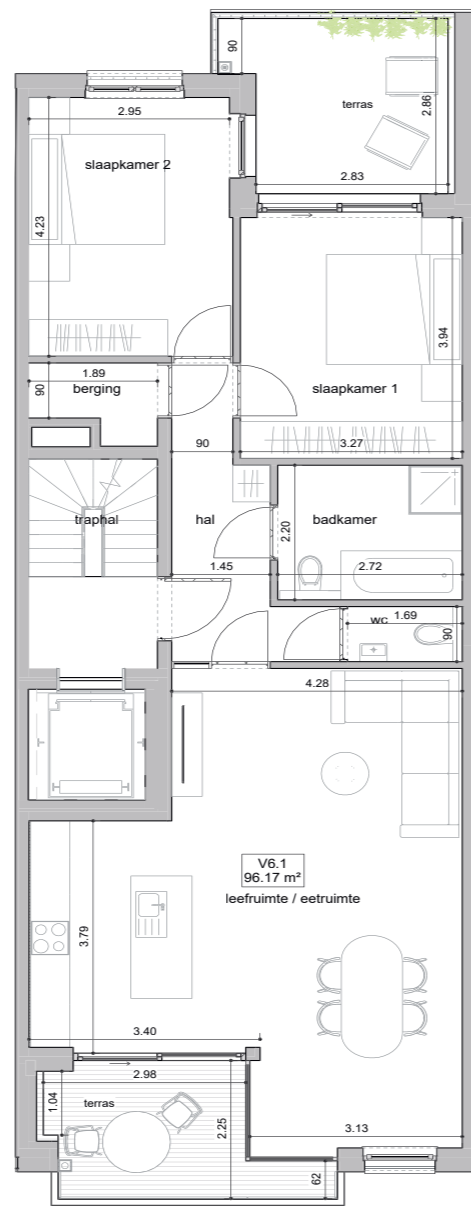 90
terras
2.86
2.83
2.95
slaapkamer 2
4.23
3.94
1.89
90
berging
slaapkamer 1
3.27
90
traphal
hal
badkamer
2.20
1.45
2.72
wc
1.69
90
4.28
V6.1
96.17 m²
leefruimte / eetruimte
3.79
3.40
2.98
1.04
terras
2.25
3.13
62